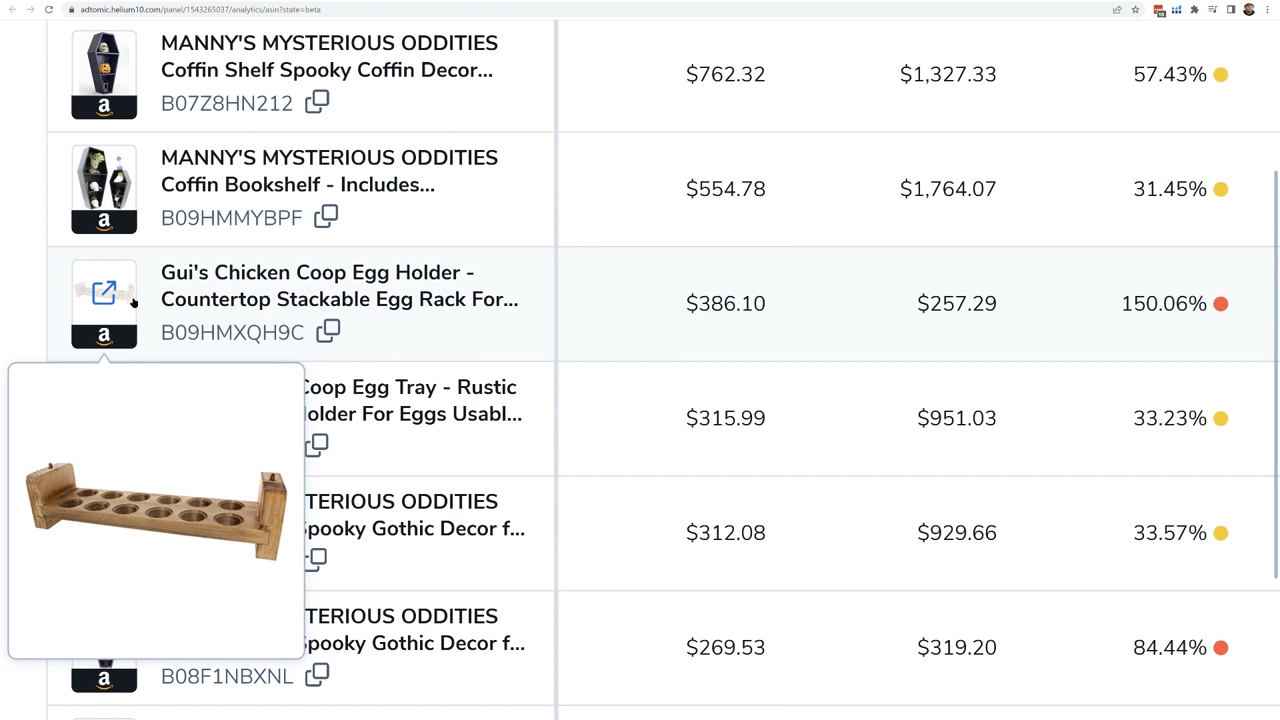 adtomic.helium10.com/panel/1543265037/analytics/asin?state=beta
MANNY'S MYSTERIOUS ODDITIES
Coffin Shelf Spooky Coffin Decor...
B07Z8HN212
a
$762.32
$1,327.33
57.43%
MANNY'S MYSTERIOUS ODDITIES
Coffin Bookshelf - Includes...
B09HMMYBPF
a
$554.78
$1,764.07
31.45%
Gui's Chicken Coop Egg Holder -
Countertop Stackable Egg Rack For...
B09HMXQH9C
a
$386.10
$257.29
150.06%
Coop Egg Tray - Rustic
Holder For Eggs Usabl...
$315.99
$951.03
33.23%
TERIOUS ODDITIES
Spooky Gothic Decor f...
$312.08
$929.66
33.57%
TERIOUS ODDITIES
Spooky Gothic Decor f...
B08F1NBXNL
a
$269.53
$319.20
84.44%